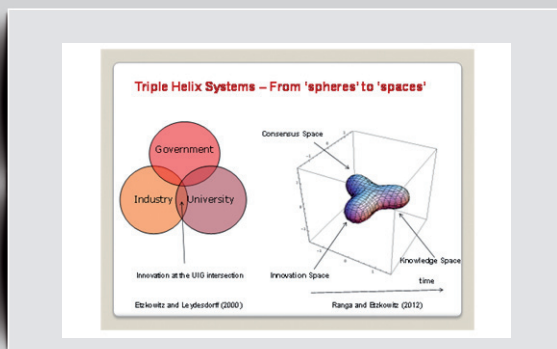 Triple Helix Systems – From 'spheres' to 'spaces'
Government
Industry
University
Innovation at the UIG intersection
Etzkowitz and Leydesdorff (2000)
Consensus Space
Innovation Space
Knowledge Space
time
Ranga and Etzkowitz (2012)